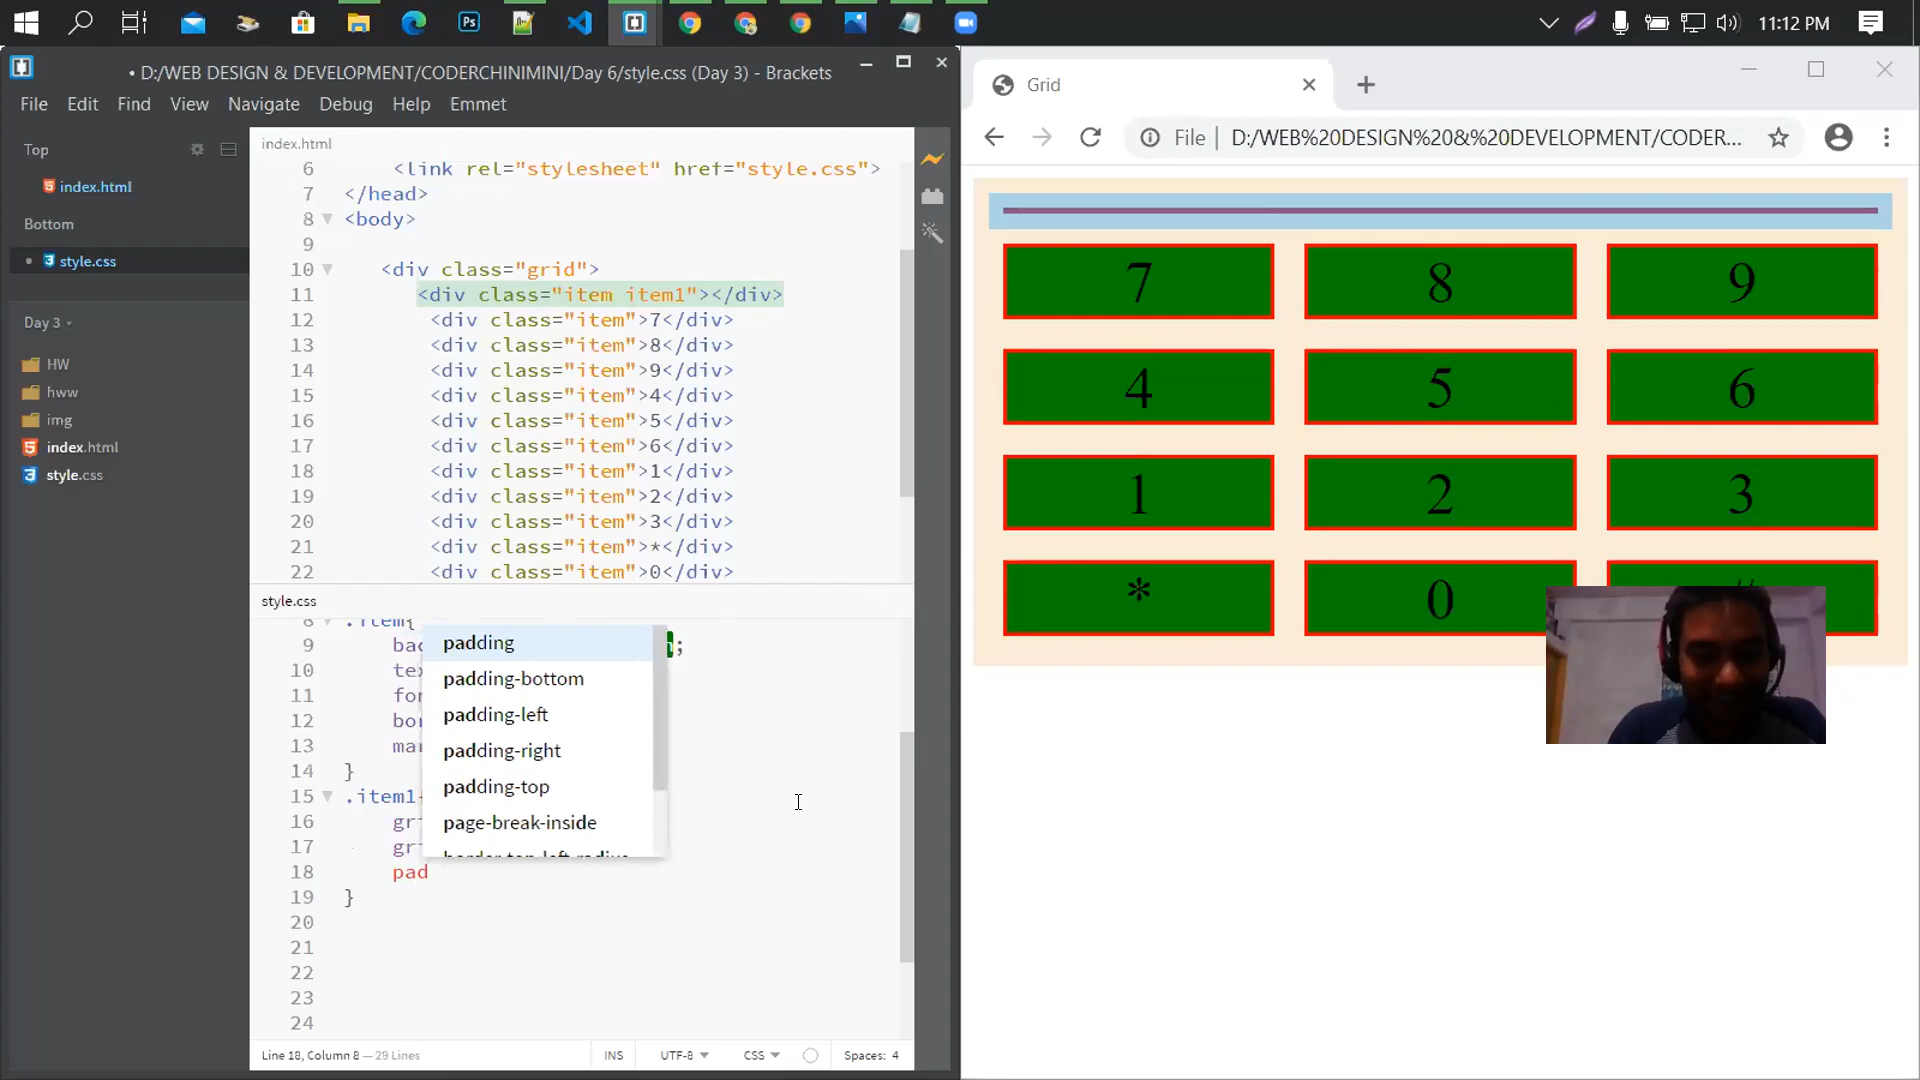 11:12 PM
• D:/WEB DESIGN & DEVELOPMENT/CODERCHINIMINI/Day 6/style.css (Day 3) - Brackets
File Edit Find View Navigate Debug Help Emmet
Top
index.html
Bottom
• style.css
Day 3
HW
hww
img
index.html
style.css
index.html
6 <link rel="stylesheet" href="style.css">
7 </head>
8 <body>
9
10 <div class="grid">
11 <div class="item item1"></div>
12 <div class="item">7</div>
13 <div class="item">8</div>
14 <div class="item">9</div>
15 <div class="item">4</div>
16 <div class="item">5</div>
17 <div class="item">6</div>
18 <div class="item">1</div>
19 <div class="item">2</div>
20 <div class="item">3</div>
21 <div class="item">*</div>
22 <div class="item">0</div>
style.css
8 .item{
9 bac ;
10 tex
11 for
12 bor
13 mar
14 }
15 .item1{
16 gri
17 gri
18 pad
19 }
20
21
22
23
24
padding
padding-bottom
padding-left
padding-right
padding-top
page-break-inside
border-top-left-radius
Line 18, Column 8 — 29 Lines
INS UTF-8 CSS Spaces: 4
Grid
File | D:/WEB%20DESIGN%20&%20DEVELOPMENT/CODER...
7 8 9
4 5 6
1 2 3
* 0